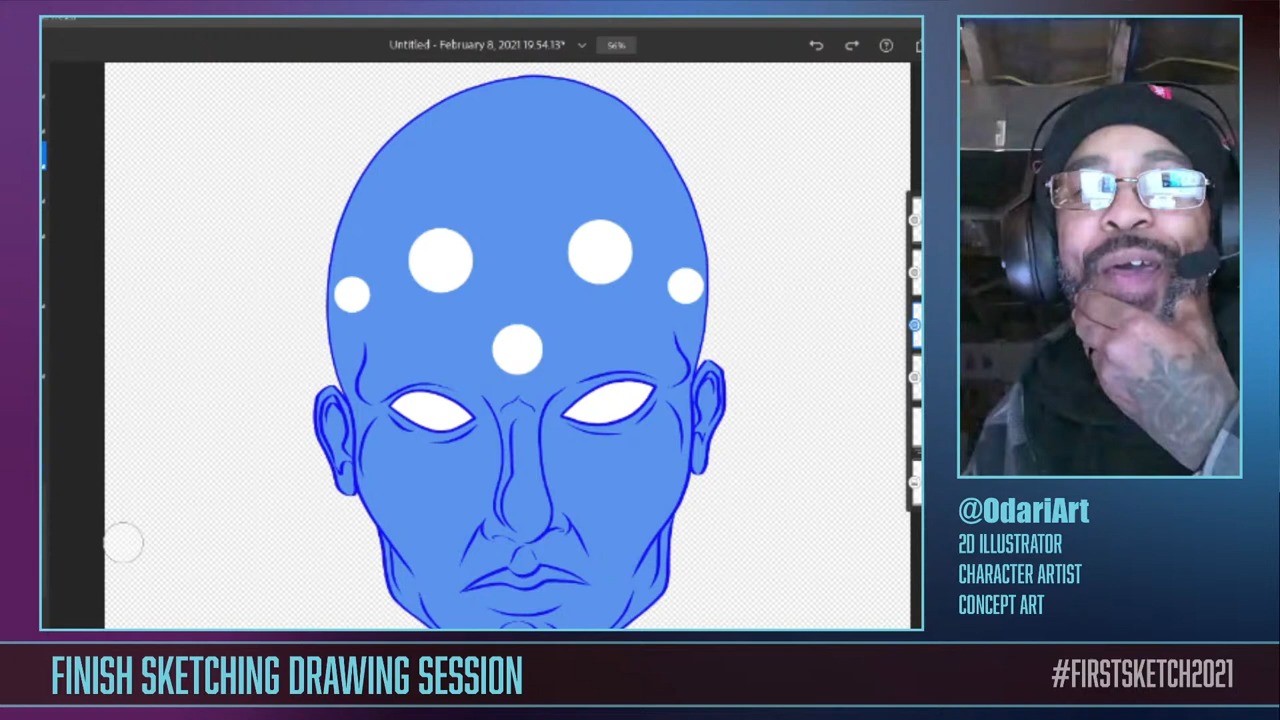 Untitled - February 8, 2021 19.54.13*
56%
@OdariArt
2D ILLUSTRATOR
CHARACTER ARTIST
CONCEPT ART
FINISH SKETCHING DRAWING SESSION
#FIRSTSKETCH2021